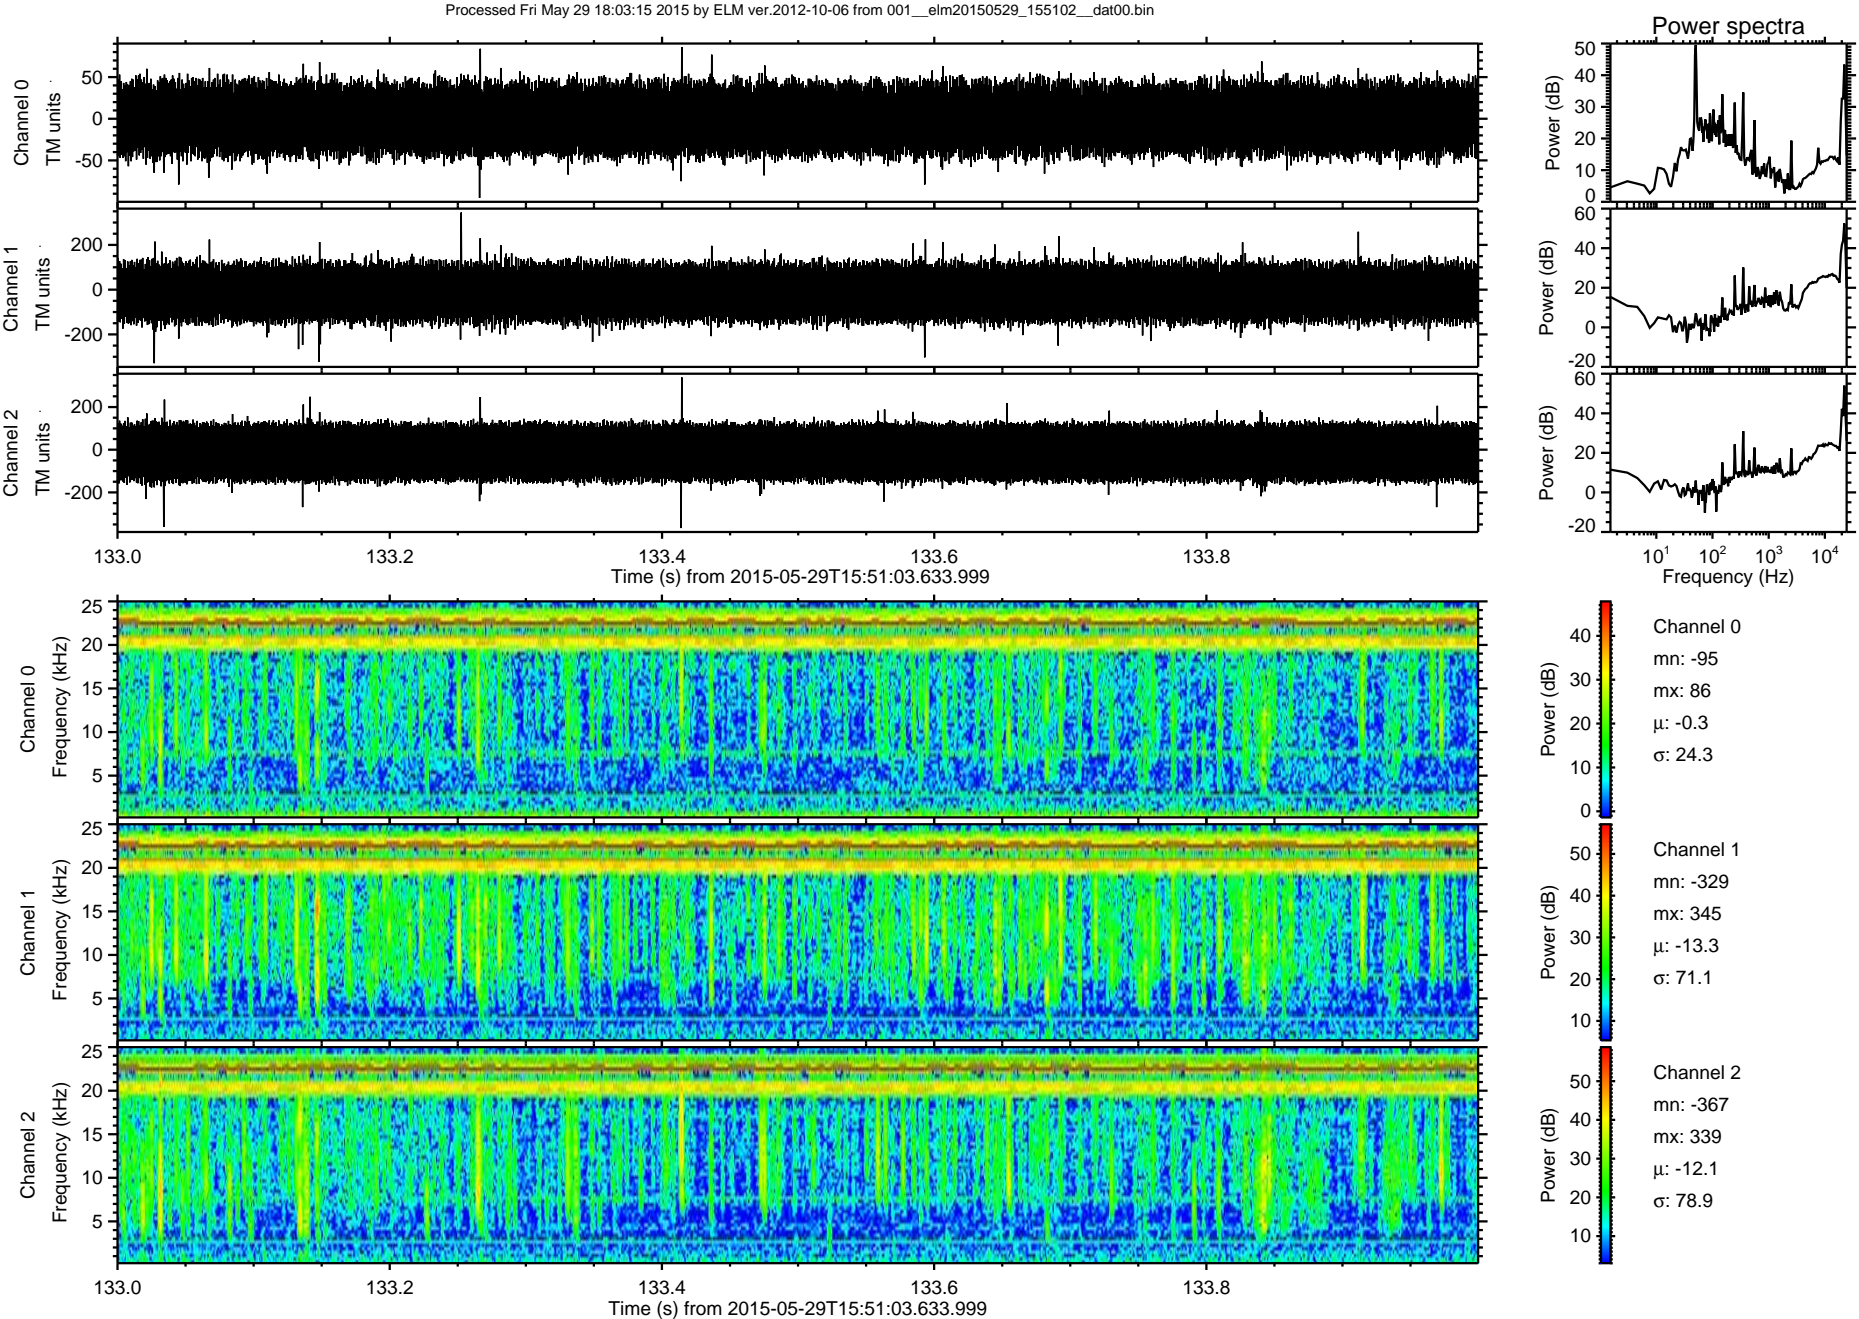 Processed Fri May 29 18:03:15 2015 by ELM ver.2012-10-06 from 001__elm20150529_155102__dat00.bin
Power spectra
Channel 0
TM units
50
0
-50
Power (dB)
50
40
30
20
10
0
Channel 1
TM units
200
0
-200
Power (dB)
60
40
20
0
-20
Channel 2
TM units
200
0
-200
Power (dB)
60
40
20
0
-20
133.0 133.2 133.4 133.6 133.8
Time (s) from 2015-05-29T15:51:03.633.999
10^1 10^2 10^3 10^4
Frequency (Hz)
Channel 0
Frequency (kHz)
25
20
15
10
5
Power (dB)
40
30
20
10
0
Channel 0
mn: -95
mx: 86
μ: -0.3
σ: 24.3
Channel 1
Frequency (kHz)
25
20
15
10
5
Power (dB)
50
40
30
20
10
Channel 1
mn: -329
mx: 345
μ: -13.3
σ: 71.1
Channel 2
Frequency (kHz)
25
20
15
10
5
Power (dB)
50
40
30
20
10
Channel 2
mn: -367
mx: 339
μ: -12.1
σ: 78.9
133.0 133.2 133.4 133.6 133.8
Time (s) from 2015-05-29T15:51:03.633.999